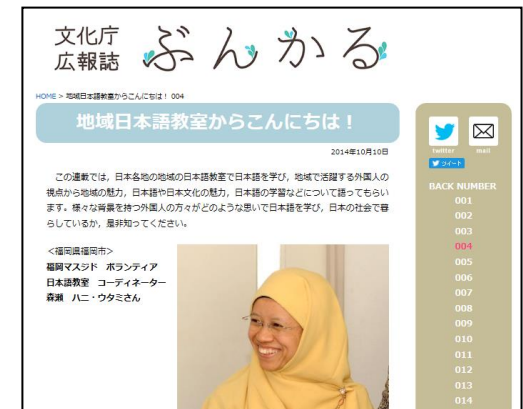 文化庁
広報誌
ぶんかる
HOME > 地域日本語教室からこんにちは！ 004
地域日本語教室からこんにちは！
2014年10月10日
この連載では，日本各地の地域の日本語教室で日本語を学び，地域で活躍する外国人の
視点から地域の魅力，日本語や日本文化の魅力，日本語の学習などについて語ってもらい
ます。様々な背景を持つ外国人の方々がどのような思いで日本語を学び，日本の社会で暮
らしているか，是非知ってください。
＜福岡県福岡市＞
福岡マスジド　ボランティア
日本語教室　コーディネーター
森瀬　ハニ・ウタミさん
twitter
mail
ツイート
BACK NUMBER
001
002
003
004
005
006
007
008
009
010
011
012
013
014